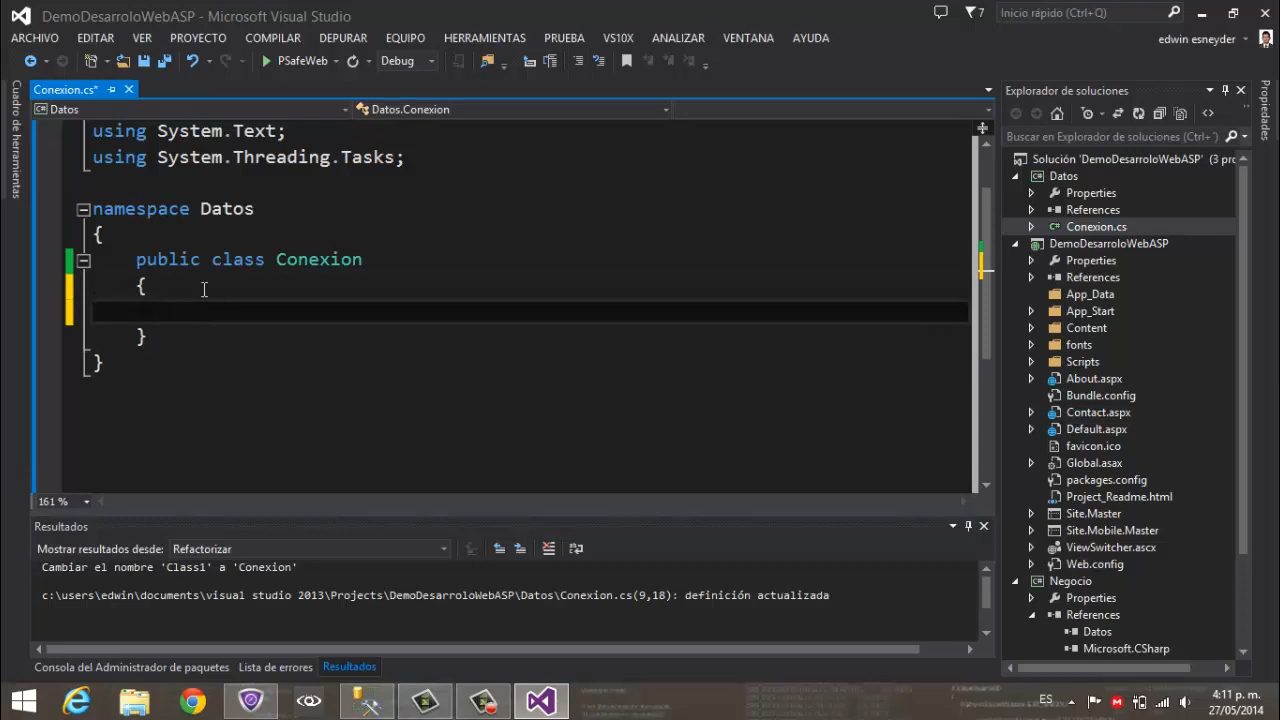 DemoDesarroloWebASP - Microsoft Visual Studio
7
Inicio rápido (Ctrl+Q)
ARCHIVO EDITAR VER PROYECTO COMPILAR DEPURAR EQUIPO HERRAMIENTAS PRUEBA VS10X ANALIZAR VENTANA AYUDA
edwin esneyder
PSafeWeb Debug
Cuadro de herramientas
Conexion.cs*
Datos
Datos.Conexion
using System.Text;
using System.Threading.Tasks;
namespace Datos
{
public class Conexion
{
}
}
161 %
Resultados
Mostrar resultados desde: Refactorizar
Cambiar el nombre 'Class1' a 'Conexion'
c:\users\edwin\documents\visual studio 2013\Projects\DemoDesarroloWebASP\Datos\Conexion.cs(9,18): definición actualizada
Consola del Administrador de paquetes Lista de errores Resultados
Explorador de soluciones
Buscar en Explorador de soluciones (Ctrl+
Solución 'DemoDesarroloWebASP' (3 pro
Datos
Properties
References
Conexion.cs
DemoDesarroloWebASP
Properties
References
App_Data
App_Start
Content
fonts
Scripts
About.aspx
Bundle.config
Contact.aspx
Default.aspx
favicon.ico
Global.asax
packages.config
Project_Readme.html
Site.Master
Site.Mobile.Master
ViewSwitcher.ascx
Web.config
Negocio
Properties
References
Datos
Microsoft.CSharp
Propiedades
ES
4:11 p. m.
27/05/2014